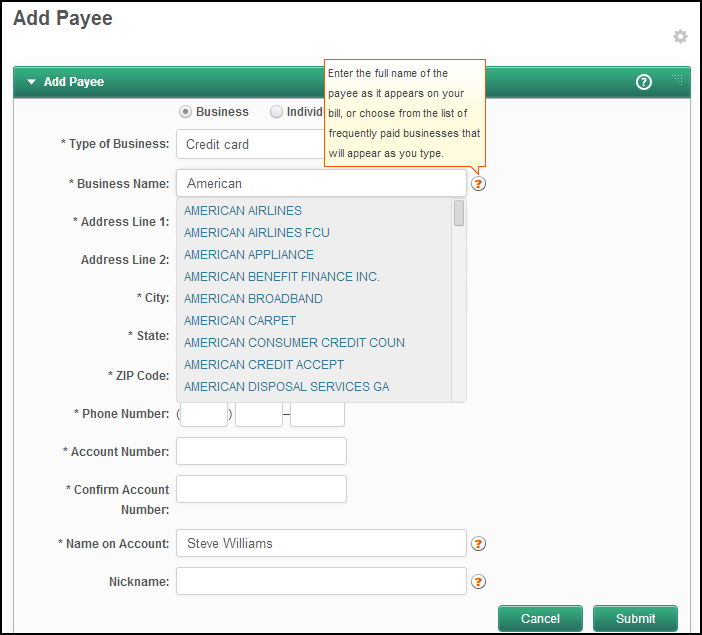 Add Payee
Add Payee
Enter the full name of the
payee as it appears on your
bill, or choose from the list of
frequently paid businesses that
will appear as you type.
Business Individ
* Type of Business: Credit card
* Business Name: American
AMERICAN AIRLINES
* Address Line 1:
AMERICAN AIRLINES FCU
AMERICAN APPLIANCE
Address Line 2:
AMERICAN BENEFIT FINANCE INC.
* City:
AMERICAN BROADBAND
AMERICAN CARPET
* State:
AMERICAN CONSUMER CREDIT COUN
AMERICAN CREDIT ACCEPT
* ZIP Code:
AMERICAN DISPOSAL SERVICES GA
* Phone Number: ( ) –
* Account Number:
* Confirm Account
Number:
* Name on Account: Steve Williams
Nickname:
Cancel Submit